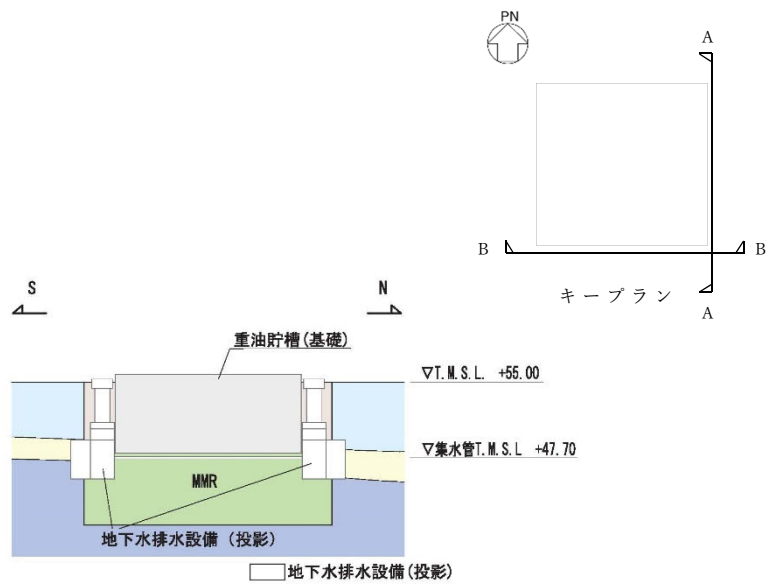 PN
A
B
B
キープラン
A
S
N
重油貯槽(基礎)
▽T.M.S.L. +55.00
▽集水管T.M.S.L +47.70
MMR
地下水排水設備(投影)
地下水排水設備(投影)